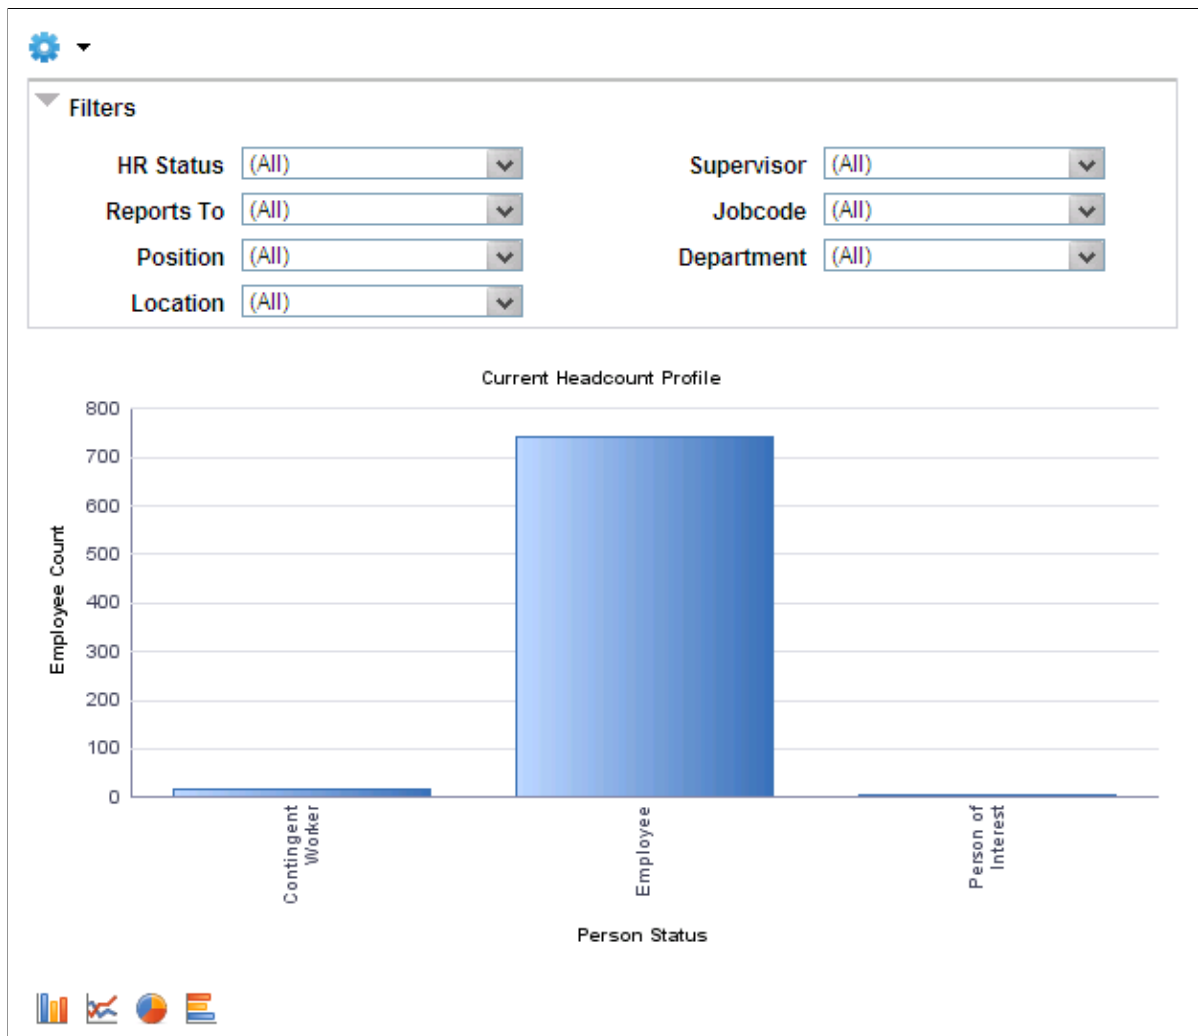 Filters
HR Status (All) Supervisor (All)
Reports To (All) Jobcode (All)
Position (All) Department (All)
Location (All)
Current Headcount Profile
800
700
600
500
400
300
200
100
0
Employee Count
Contingent
Worker
Employee
Person of
Interest
Person Status